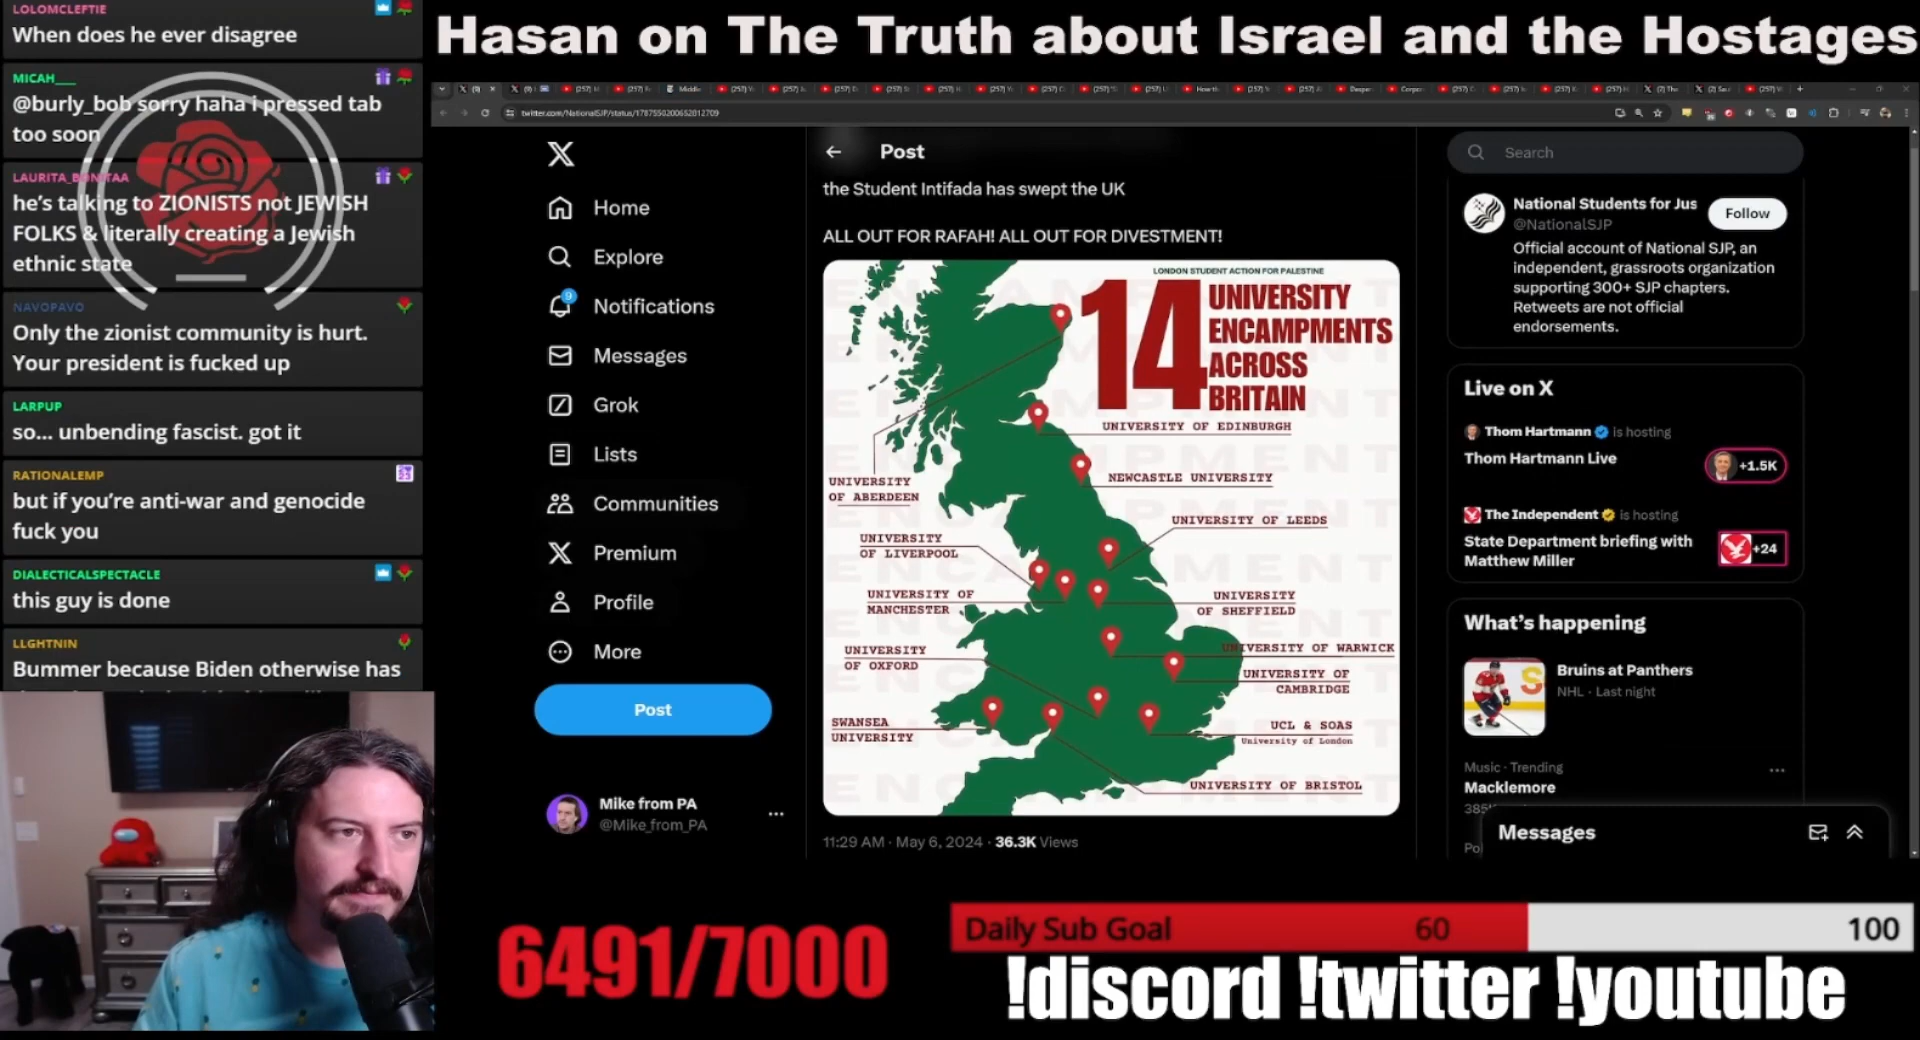 Hasan on The Truth about Israel and the Hostages
LOLOMCLEFTIE
When does he ever disagree
MICAH___
@burly_bob sorry haha i pressed tab
too soon
LAURITA_BONITAA
he's talking to ZIONISTS not JEWISH
FOLKS & literally creating a Jewish
ethnic state
NAVOPAVO
Only the zionist community is hurt.
Your president is fucked up
LARPUP
so... unbending fascist. got it
RATIONALEMP
but if you're anti-war and genocide
fuck you
DIALECTICALSPECTACLE
this guy is done
LLGHTNIN
Bummer because Biden otherwise has
twitter.com/NationalSJP/status/1787550200652012709
Home
Explore
9
Notifications
Messages
Grok
Lists
Communities
Premium
Profile
More
Post
Mike from PA
@Mike_from_PA
Post
the Student Intifada has swept the UK
ALL OUT FOR RAFAH! ALL OUT FOR DIVESTMENT!
LONDON STUDENT ACTION FOR PALESTINE
14
UNIVERSITY
ENCAMPMENTS
ACROSS
BRITAIN
UNIVERSITY OF EDINBURGH
NEWCASTLE UNIVERSITY
UNIVERSITY
OF ABERDEEN
UNIVERSITY OF LEEDS
UNIVERSITY
OF LIVERPOOL
UNIVERSITY OF
MANCHESTER
UNIVERSITY
OF SHEFFIELD
UNIVERSITY
OF OXFORD
UNIVERSITY OF WARWICK
UNIVERSITY OF
CAMBRIDGE
SWANSEA
UNIVERSITY
UCL & SOAS
University of London
UNIVERSITY OF BRISTOL
11:29 AM · May 6, 2024 · 36.3K Views
Search
National Students for Jus
@NationalSJP
Follow
Official account of National SJP, an
independent, grassroots organization
supporting 300+ SJP chapters.
Retweets are not official
endorsements.
Live on X
Thom Hartmann is hosting
Thom Hartmann Live
+1.5K
The Independent is hosting
State Department briefing with
Matthew Miller
+24
What's happening
Bruins at Panthers
NHL · Last night
Music · Trending
Macklemore
Messages
6491/7000
Daily Sub Goal 60 100
!discord !twitter !youtube